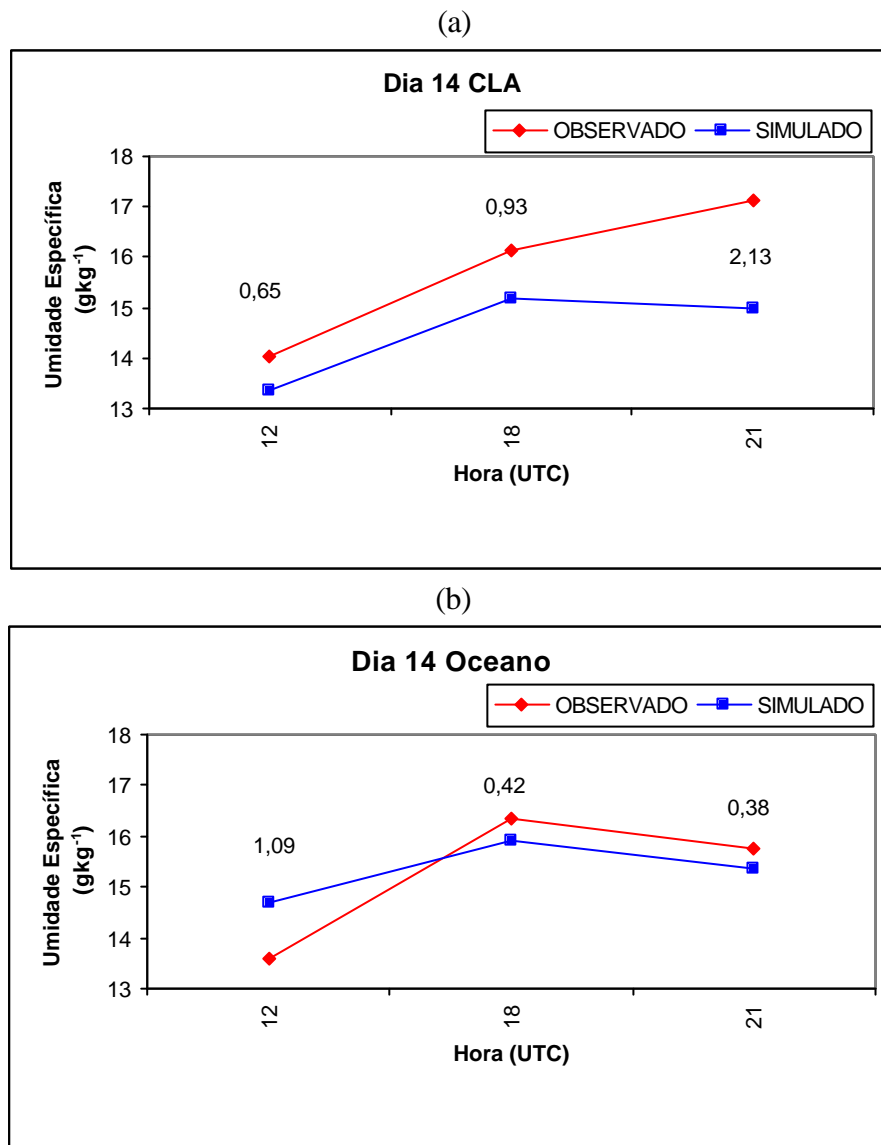 (a)
Dia 14 CLA
OBSERVADO SIMULADO
Umidade Específica
(gkg-1)
18
17
16
15
14
13
0,65
0,93
2,13
12 18 21
Hora (UTC)
(b)
Dia 14 Oceano
OBSERVADO SIMULADO
Umidade Específica
(gkg-1)
18
17
16
15
14
13
1,09
0,42
0,38
12 18 21
Hora (UTC)